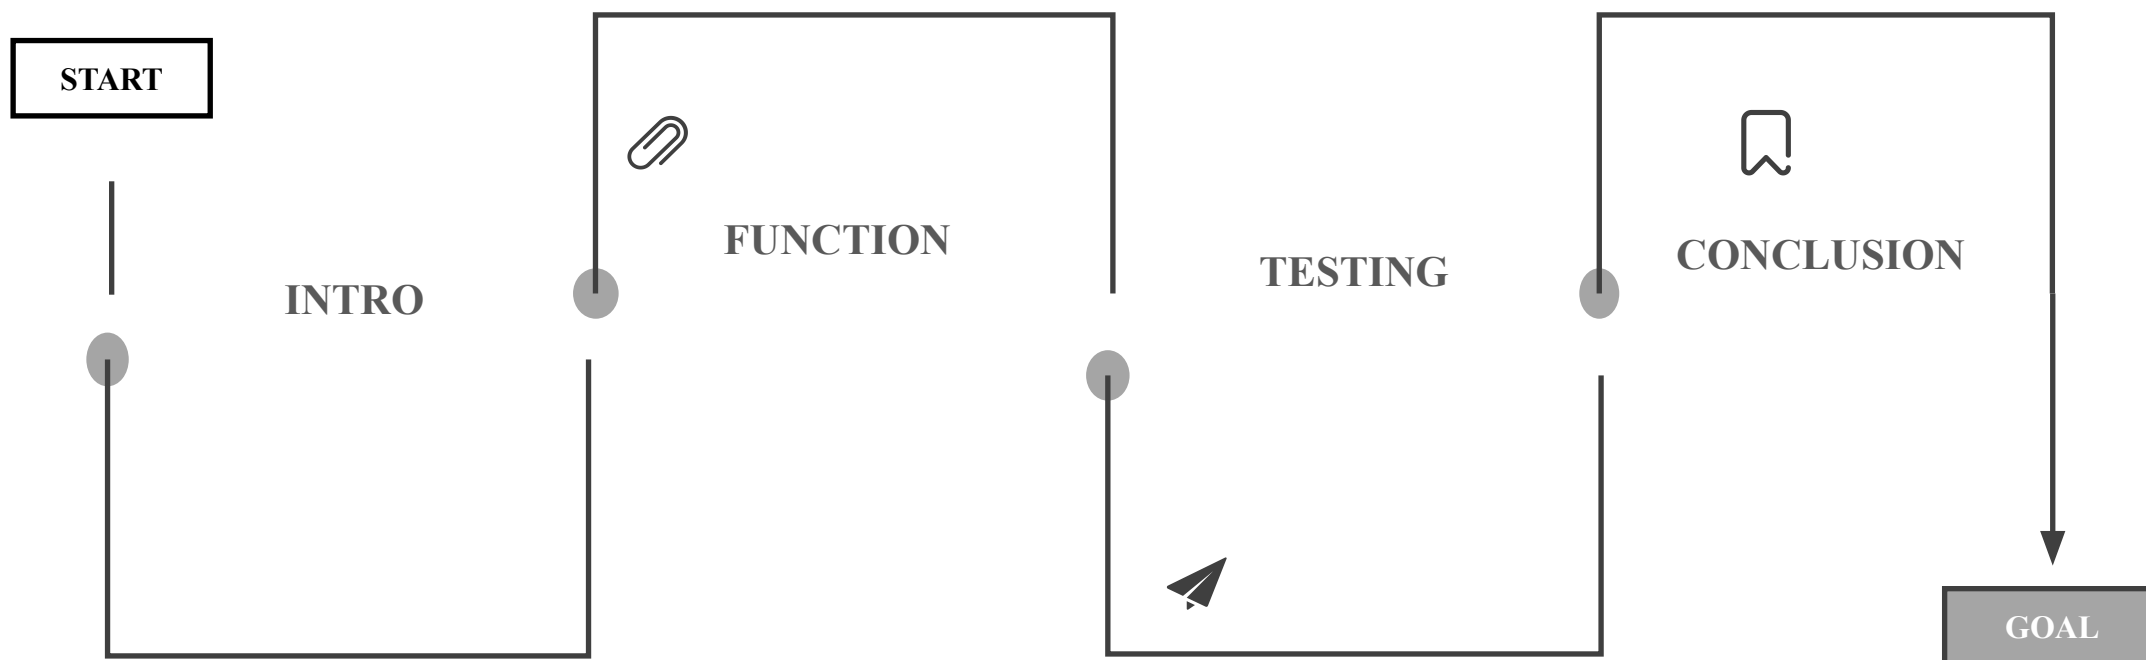 START
INTRO
FUNCTION
TESTING
CONCLUSION
GOAL